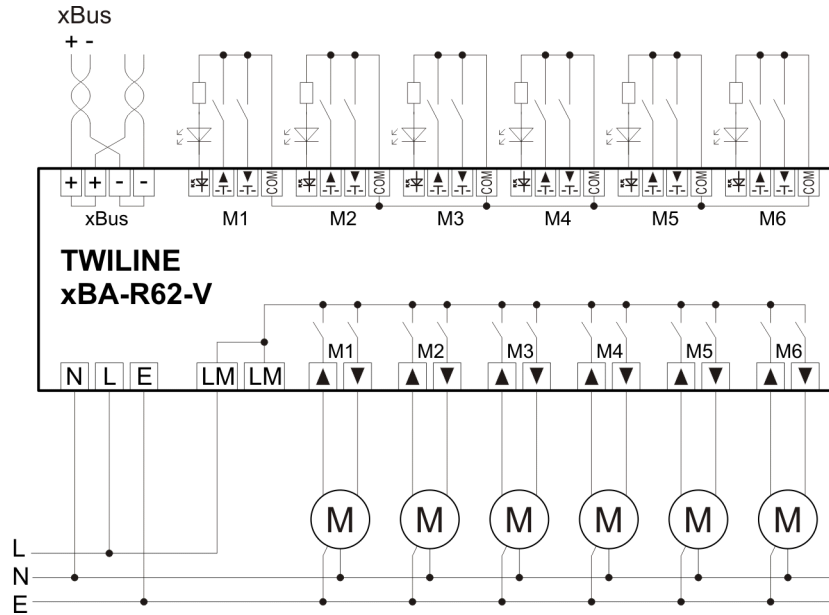 xBus
+ -
+ + - - COM COM COM COM COM COM
xBus M1 M2 M3 M4 M5 M6
TWILINE
xBA-R62-V
M1 M2 M3 M4 M5 M6
N L E LM LM
M M M M M M
L
N
E